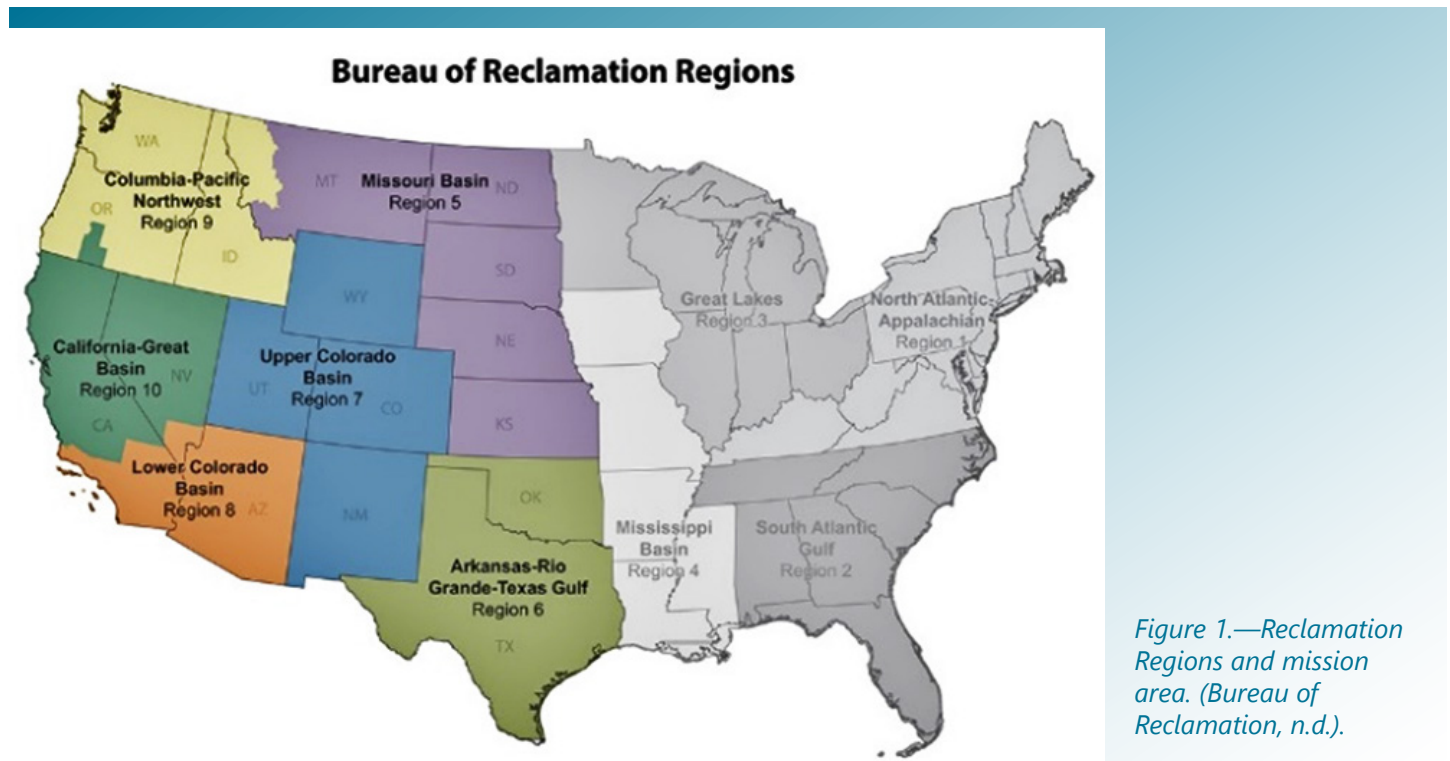 Bureau of Reclamation Regions
WA
Columbia-Pacific
Northwest
Region 9
OR
ID
MT
Missouri Basin
Region 5
ND
SD
NE
KS
WY
California-Great
Basin
Region 10
NV
CA
Upper Colorado
Basin
Region 7
UT
CO
Lower Colorado
Basin
Region 8
AZ
NM
OK
Arkansas-Rio
Grande-Texas Gulf
Region 6
TX
Great Lakes
Region 3
North Atlantic-
Appalachian
Region 1
Mississippi
Basin
Region 4
South Atlantic
Gulf
Region 2
Figure 1.—Reclamation
Regions and mission
area. (Bureau of
Reclamation, n.d.).